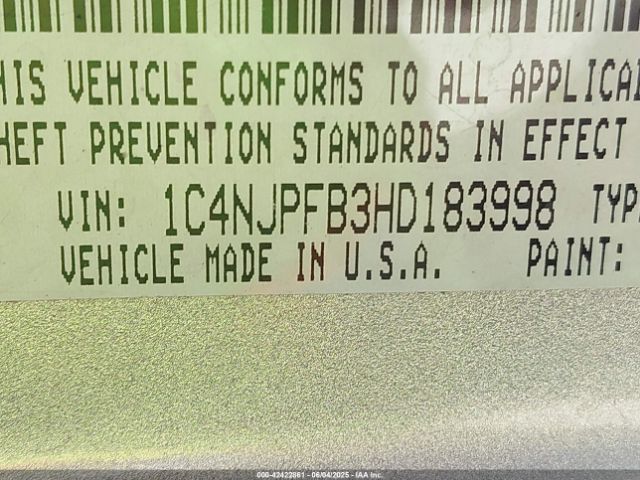 HIS VEHICLE CONFORMS TO ALL APPLICA
HEFT PREVENTION STANDARDS IN EFFECT
VIN: 1C4NJPFB3HD183998 TYP
VEHICLE MADE IN U.S.A. PAINT:
000-42422861 - 06/04/2025 - IAA Inc.